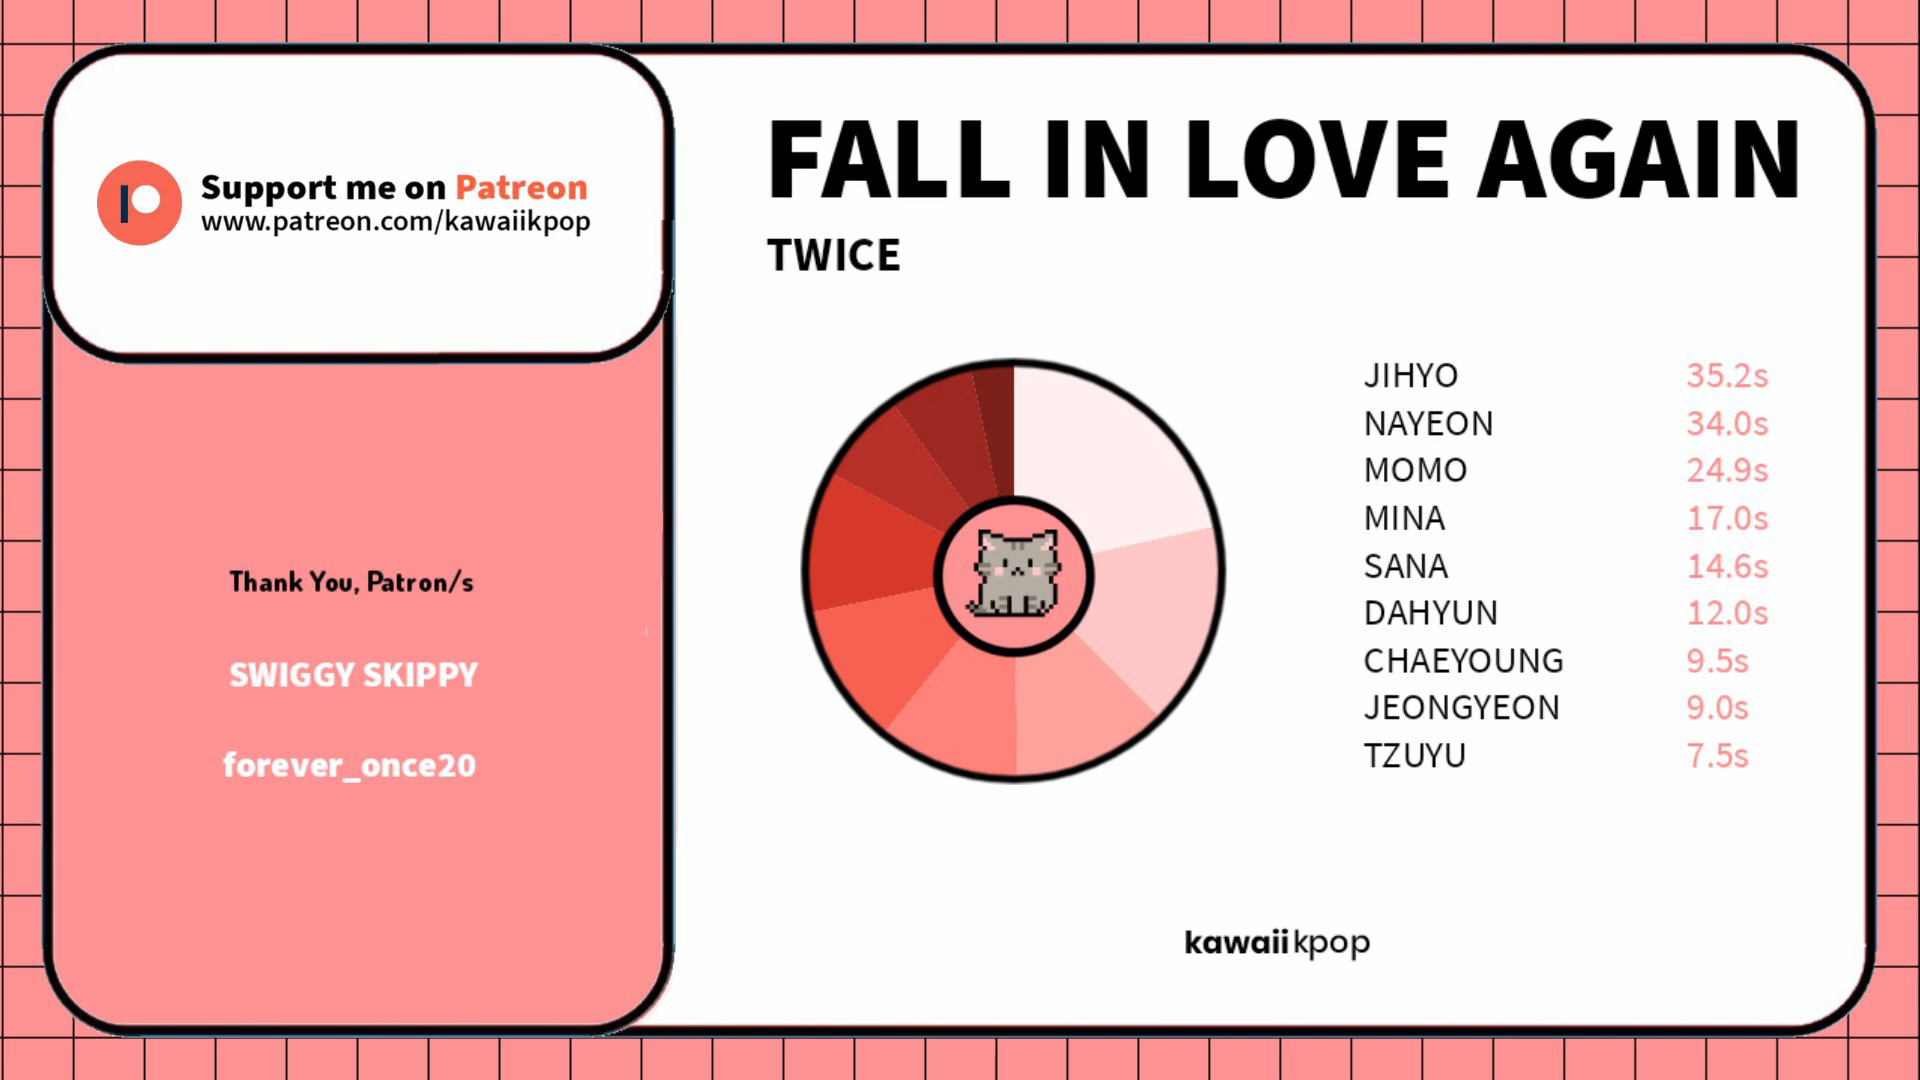 Support me on Patreon
www.patreon.com/kawaiikpop
Thank You, Patron/s
SWIGGY SKIPPY
forever_once20
FALL IN LOVE AGAIN
TWICE
JIHYO 35.2s
NAYEON 34.0s
MOMO 24.9s
MINA 17.0s
SANA 14.6s
DAHYUN 12.0s
CHAEYOUNG 9.5s
JEONGYEON 9.0s
TZUYU 7.5s
kawaiikpop